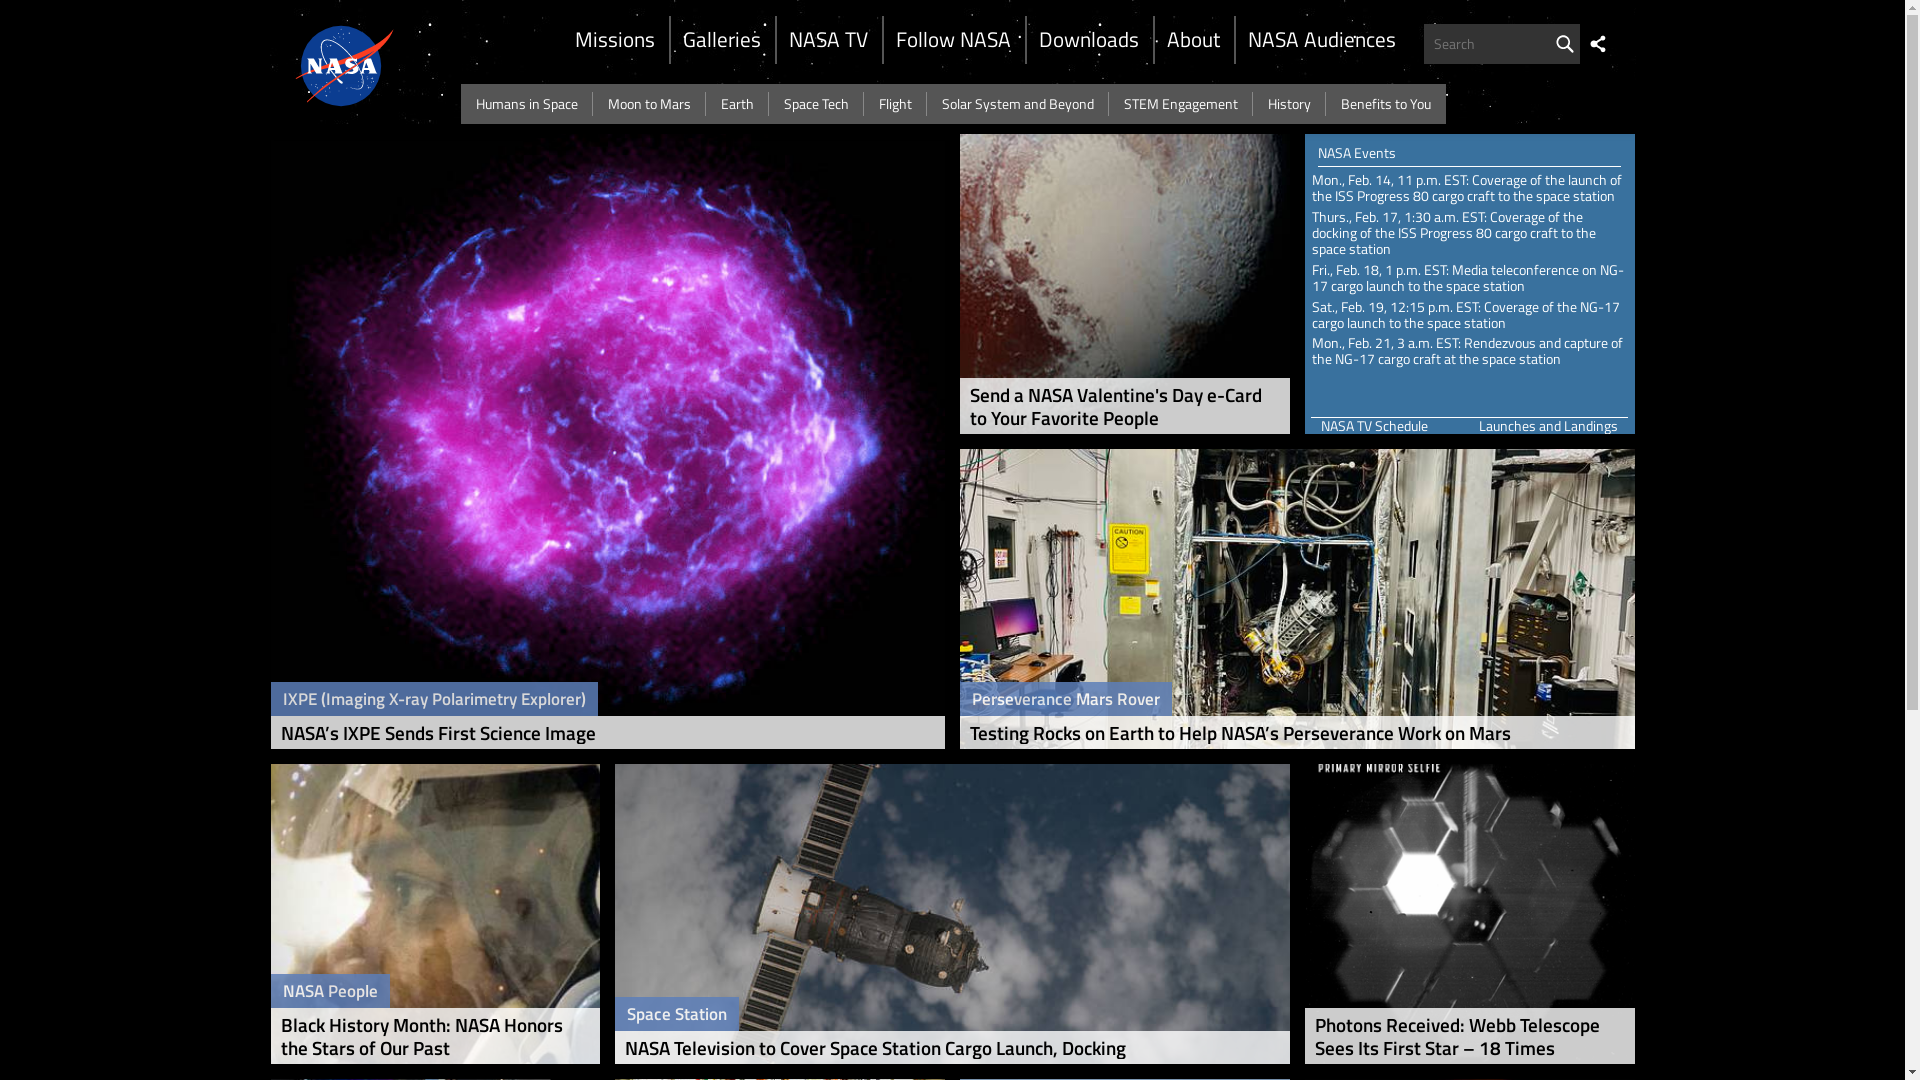 NASA
Missions
Galleries
NASA TV
Follow NASA
Downloads
About
NASA Audiences
Search
Humans in Space
Moon to Mars
Earth
Space Tech
Flight
Solar System and Beyond
STEM Engagement
History
Benefits to You
IXPE (Imaging X-ray Polarimetry Explorer)
NASA’s IXPE Sends First Science Image
Send a NASA Valentine's Day e-Card
to Your Favorite People
NASA Events
Mon., Feb. 14, 11 p.m. EST: Coverage of the launch of
the ISS Progress 80 cargo craft to the space station
Thurs., Feb. 17, 1:30 a.m. EST: Coverage of the
docking of the ISS Progress 80 cargo craft to the
space station
Fri., Feb. 18, 1 p.m. EST: Media teleconference on NG-
17 cargo launch to the space station
Sat., Feb. 19, 12:15 p.m. EST: Coverage of the NG-17
cargo launch to the space station
Mon., Feb. 21, 3 a.m. EST: Rendezvous and capture of
the NG-17 cargo craft at the space station
NASA TV Schedule
Launches and Landings
CAUTION
Perseverance Mars Rover
Testing Rocks on Earth to Help NASA’s Perseverance Work on Mars
NASA People
Black History Month: NASA Honors
the Stars of Our Past
Space Station
NASA Television to Cover Space Station Cargo Launch, Docking
PRIMARY MIRROR SELFIE
Photons Received: Webb Telescope
Sees Its First Star – 18 Times